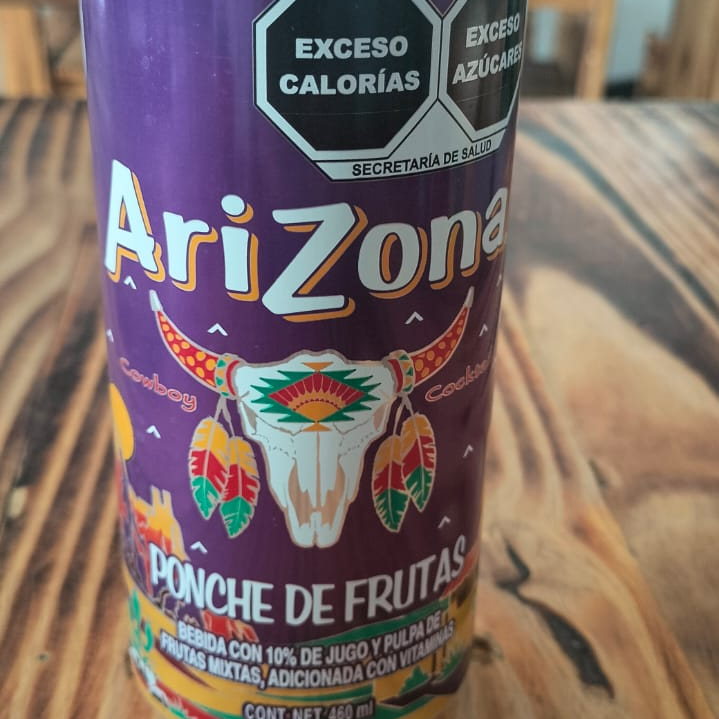 EXCESO
CALORÍAS
EXCESO
AZÚCARES
SECRETARÍA DE SALUD
AriZona
Cowboy
PONCHE DE FRUTAS
BEBIDA CON 10% DE JUGO Y PULPA DE
FRUTAS MIXTAS, ADICIONADA CON VITAMINAS
CONT. NET. 460 ml